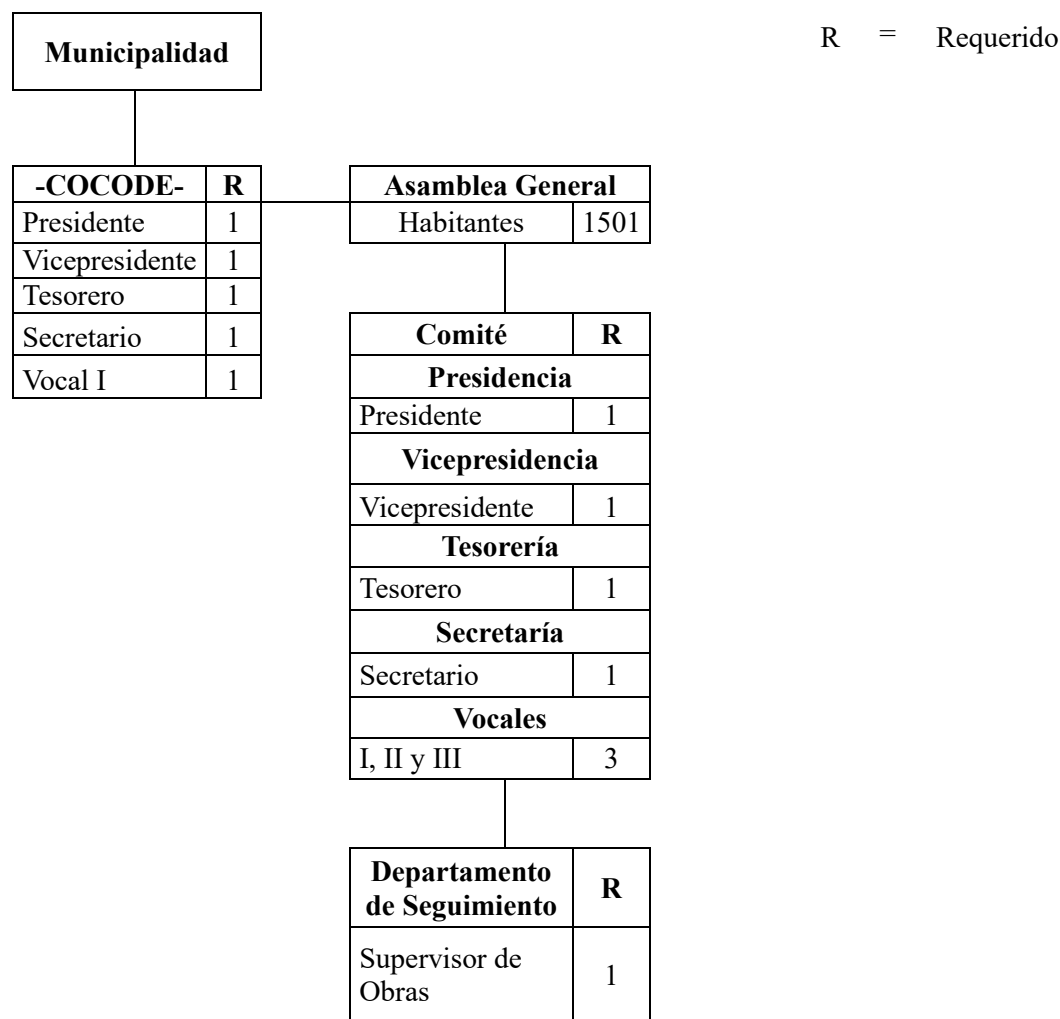 Municipalidad
R = Requerido
-COCODE- R
Presidente 1
Vicepresidente 1
Tesorero 1
Secretario 1
Vocal I 1
Asamblea General
Habitantes 1501
Comité R
Presidencia
Presidente 1
Vicepresidencia
Vicepresidente 1
Tesorería
Tesorero 1
Secretaría
Secretario 1
Vocales
I, II y III 3
Departamento
de Seguimiento R
Supervisor de
Obras 1